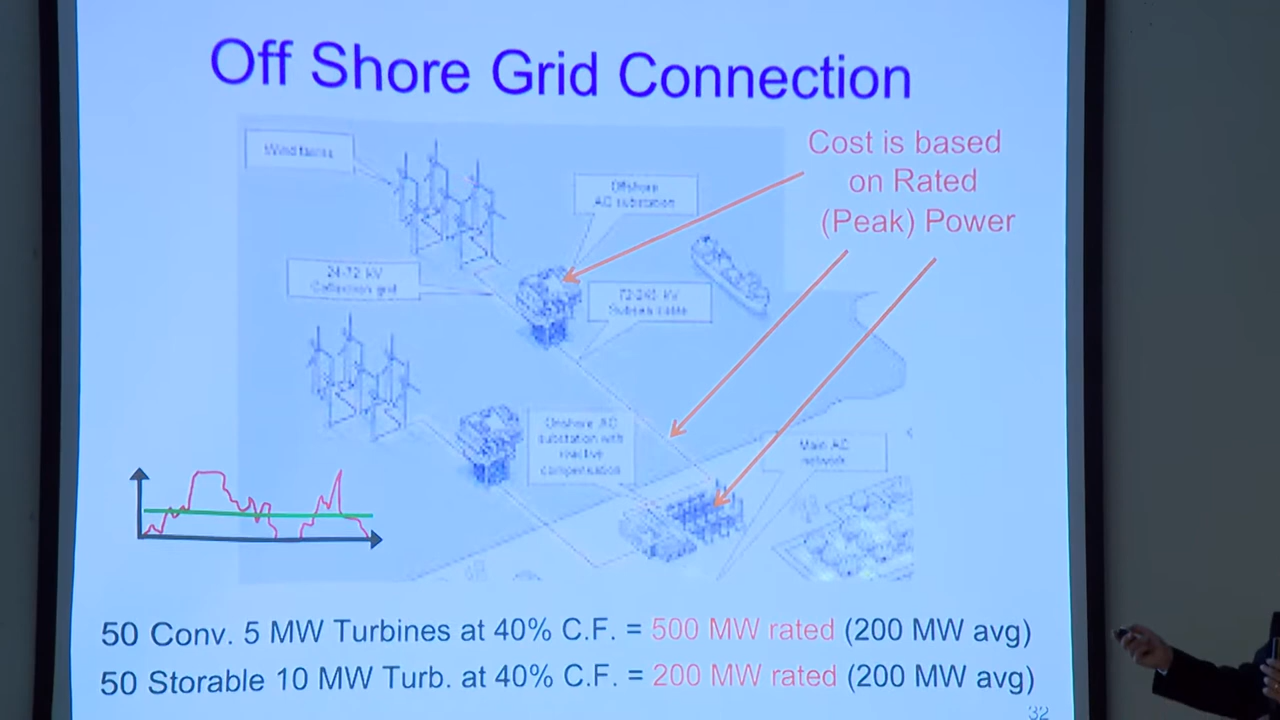 Off Shore Grid Connection
Cost is based
on Rated
(Peak) Power
Wind farms
Offshore
AC substation
24-72 kV
Collection grid
kV
Subsea cable
Onshore AC
substation with
reactive
compensation
Main AC
network
50 Conv. 5 MW Turbines at 40% C.F. = 500 MW rated (200 MW avg)
50 Storable 10 MW Turb. at 40% C.F. = 200 MW rated (200 MW avg)
32